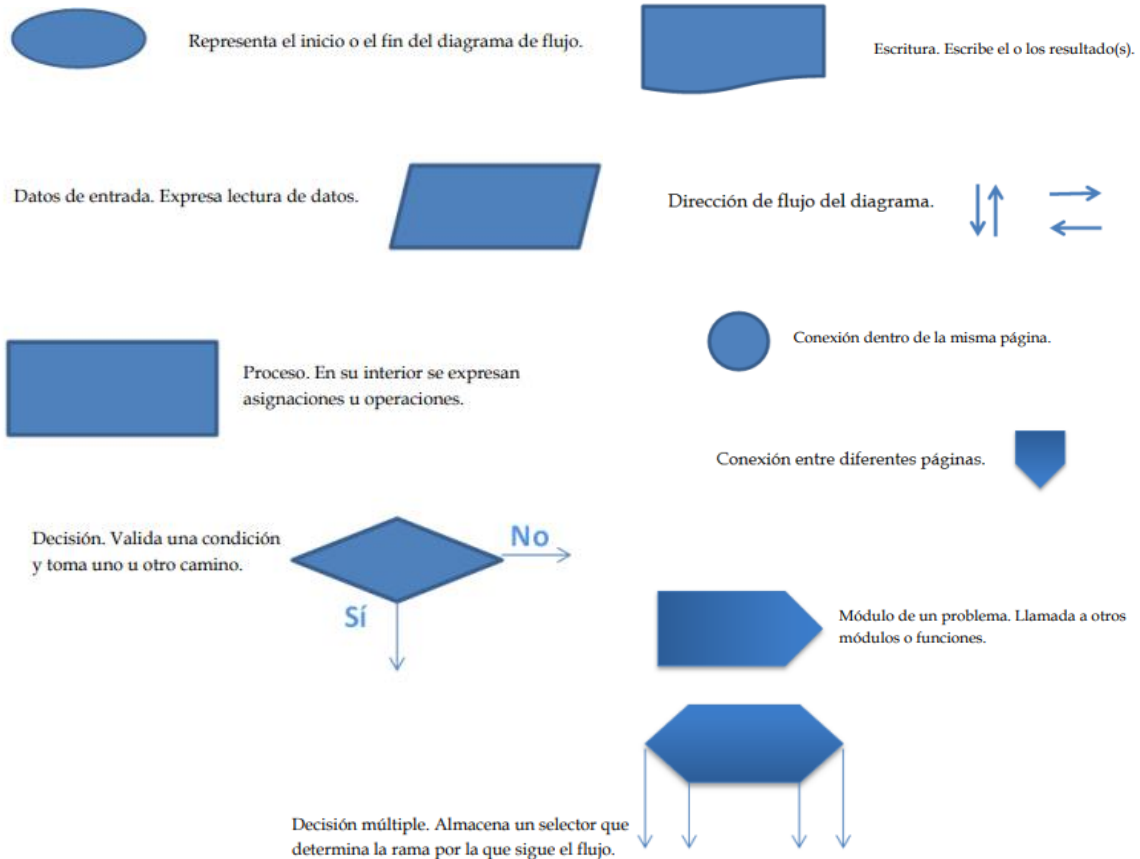 Representa el inicio o el fin del diagrama de flujo.
Escritura. Escribe el o los resultado(s).
Datos de entrada. Expresa lectura de datos.
Dirección de flujo del diagrama.
Conexión dentro de la misma página.
Proceso. En su interior se expresan
asignaciones u operaciones.
Conexión entre diferentes páginas.
Decisión. Valida una condición
y toma uno u otro camino.
No
Sí
Módulo de un problema. Llamada a otros
módulos o funciones.
Decisión múltiple. Almacena un selector que
determina la rama por la que sigue el flujo.